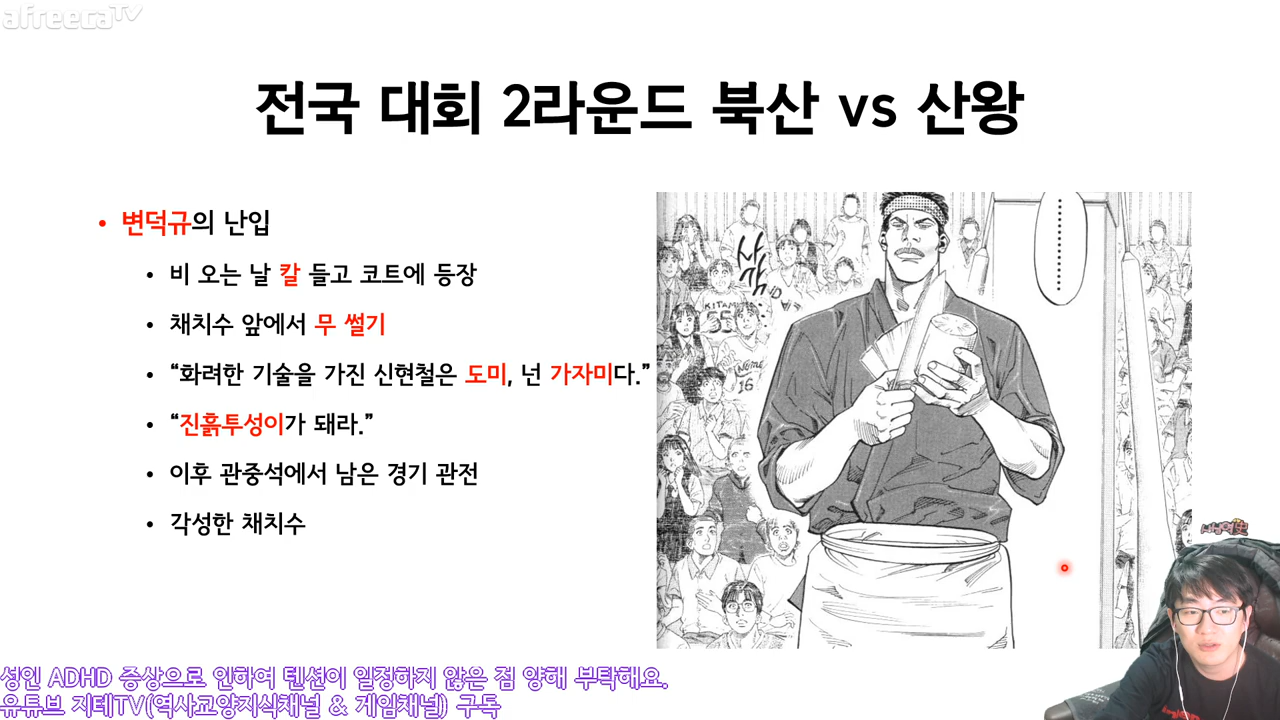 afreecaTV
전국 대회 2라운드 북산 vs 산왕
• 변덕규의 난입
• 비 오는 날 칼 들고 코트에 등장
• 채치수 앞에서 무 썰기
• “화려한 기술을 가진 신현철은 도미, 넌 가자미다.”
• “진흙투성이가 돼라.”
• 이후 관중석에서 남은 경기 관전
• 각성한 채치수
사각
KITAM
55
16
성인 ADHD 증상으로 인하여 텐션이 일정하지 않은 점 양해 부탁해요.
유튜브 지테TV(역사교양지식채널 & 게임채널) 구독